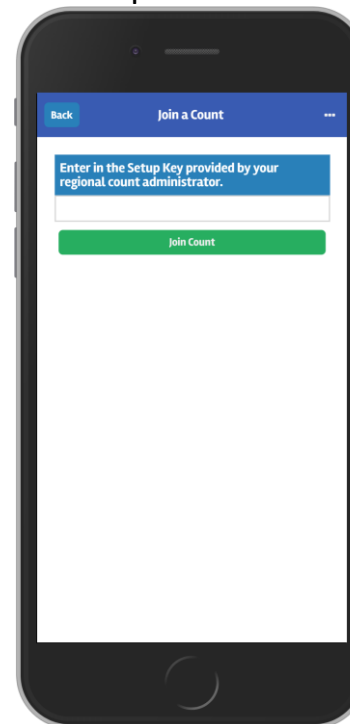 Back Join a Count ...
Enter in the Setup Key provided by your
regional count administrator.
Join Count